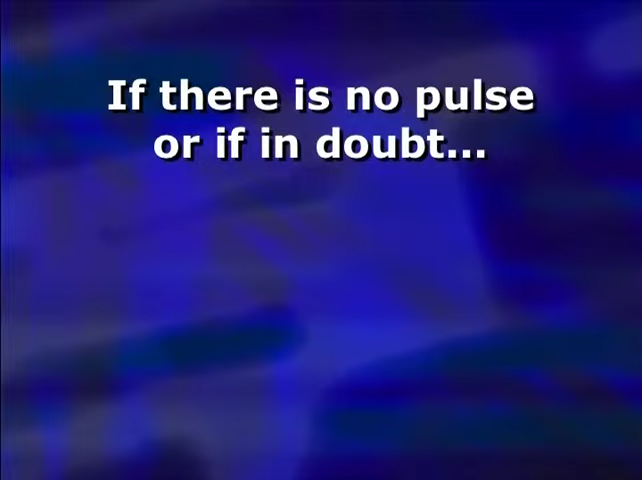 If there is no pulse
or if in doubt...